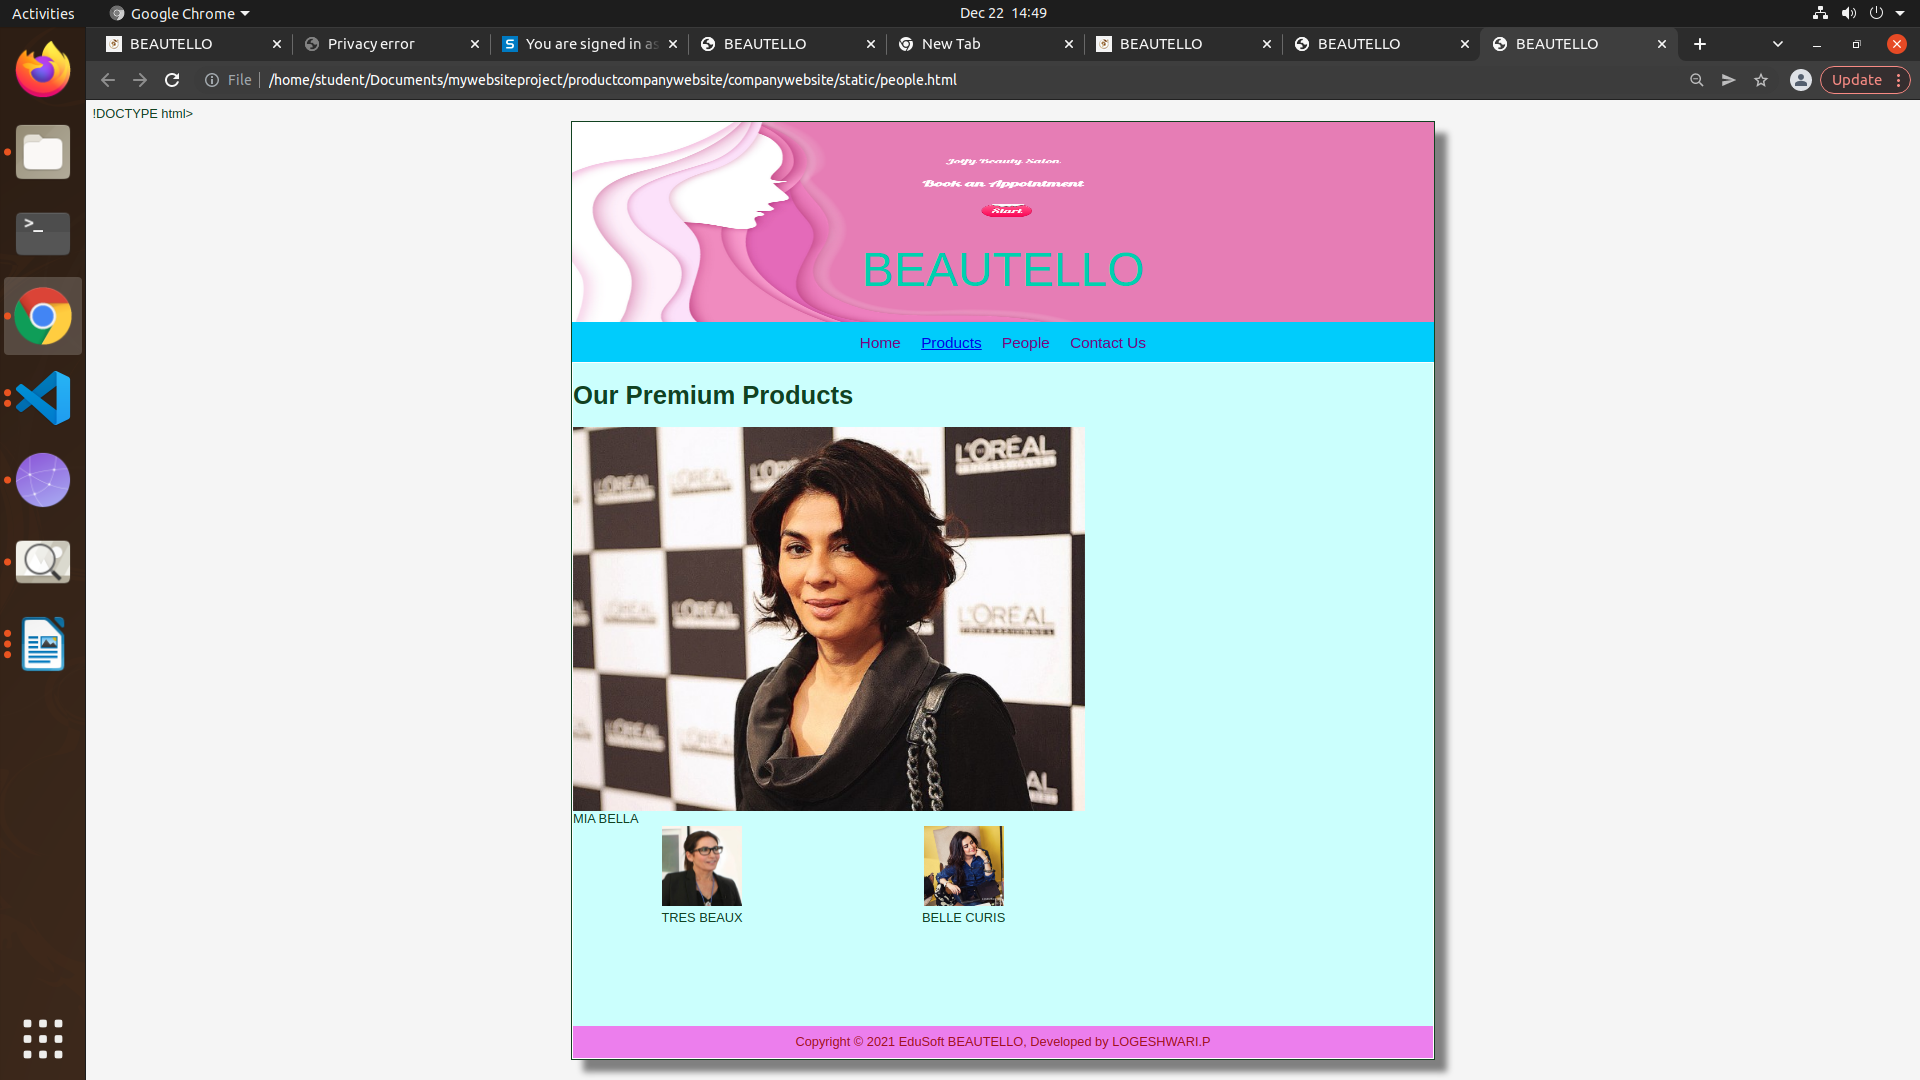 Activities
Google Chrome
Dec 22 14:49
BEAUTELLO
Privacy error
You are signed in as
BEAUTELLO
New Tab
BEAUTELLO
BEAUTELLO
BEAUTELLO
File
/home/student/Documents/mywebsiteproject/productcompanywebsite/companywebsite/static/people.html
Update
!DOCTYPE html>
Beauty Salon
Book an Appointment
Start
BEAUTELLO
Home
Products
People
Contact Us
Our Premium Products
L'ORÉAL
L'ORÉAL
L'ORÉAL
MIA BELLA
TRES BEAUX
BELLE CURIS
Copyright © 2021 EduSoft BEAUTELLO, Developed by LOGESHWARI.P